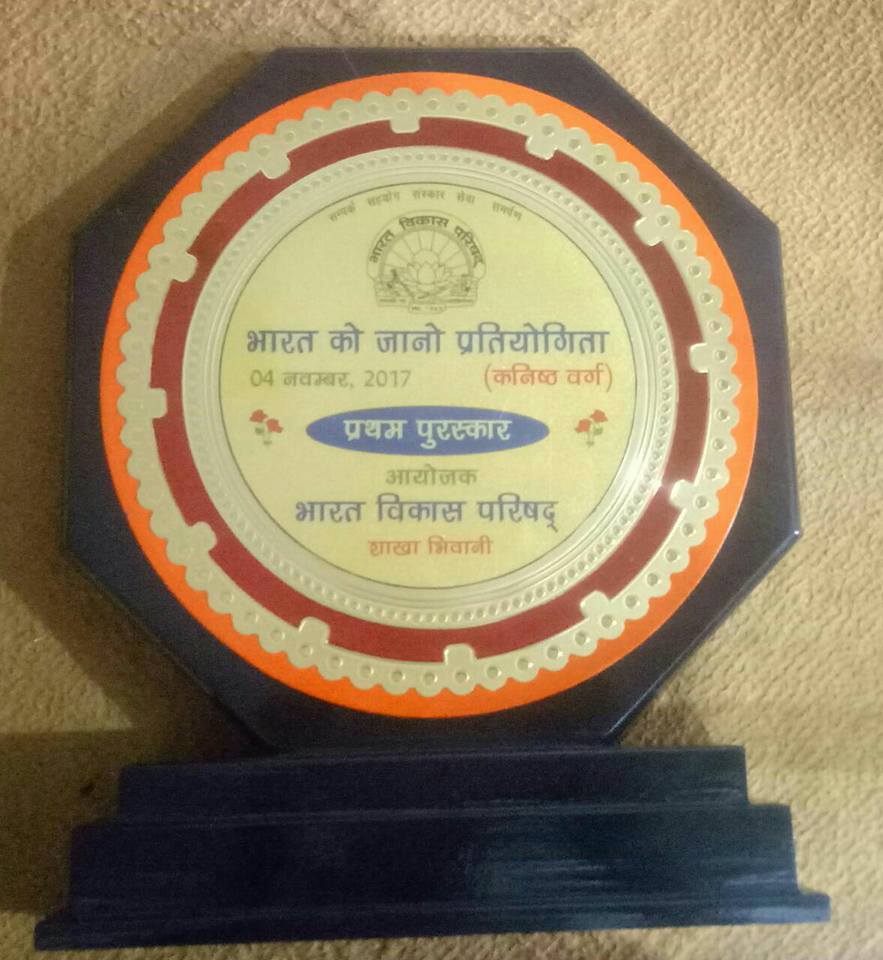 सम्पर्क सहयोग संस्कार सेवा समर्पण
भारत विकास परिषद्
भारत को जानो प्रतियोगिता
04 नवम्बर, 2017 (कनिष्ठ वर्ग)
प्रथम पुरस्कार
आयोजक
भारत विकास परिषद्
शाखा भिवानी